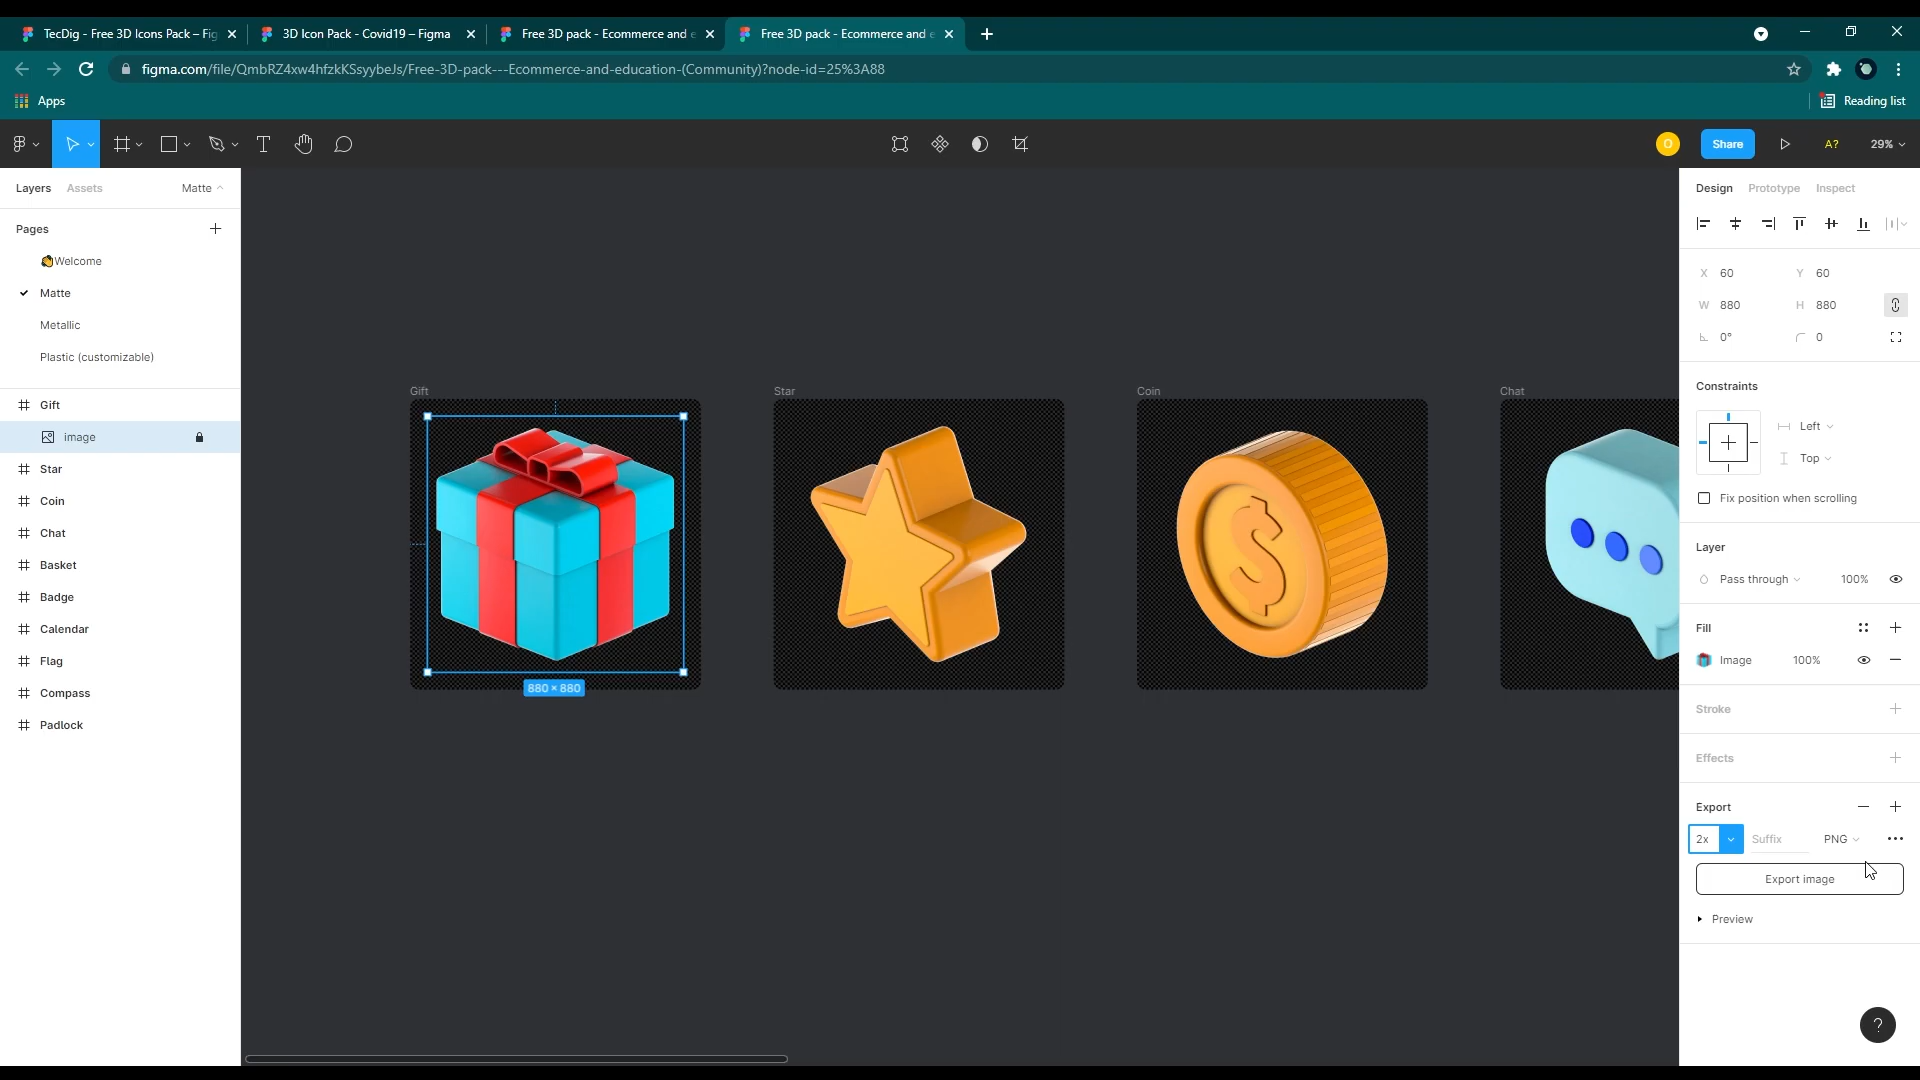 TecDig - Free 3D Icons Pack – Fig
3D Icon Pack - Covid19 – Figma
Free 3D pack - Ecommerce and e
Free 3D pack - Ecommerce and e
figma.com/file/QmbRZ4xw4hfzkKSsyybeJs/Free-3D-pack---Ecommerce-and-education-(Community)?node-id=25%3A88
Apps
Reading list
O
Share
A?
29%
Layers
Assets
Matte
Pages
👏Welcome
Matte
Metallic
Plastic (customizable)
Gift
image
Star
Coin
Chat
Basket
Badge
Calendar
Flag
Compass
Padlock
Gift
Star
Coin
Chat
880 × 880
Design
Prototype
Inspect
X 60
Y 60
W 880
H 880
0°
0
Constraints
Left
Top
Fix position when scrolling
Layer
Pass through
100%
Fill
Image
100%
Stroke
Effects
Export
2x
Suffix
PNG
Export image
Preview
?